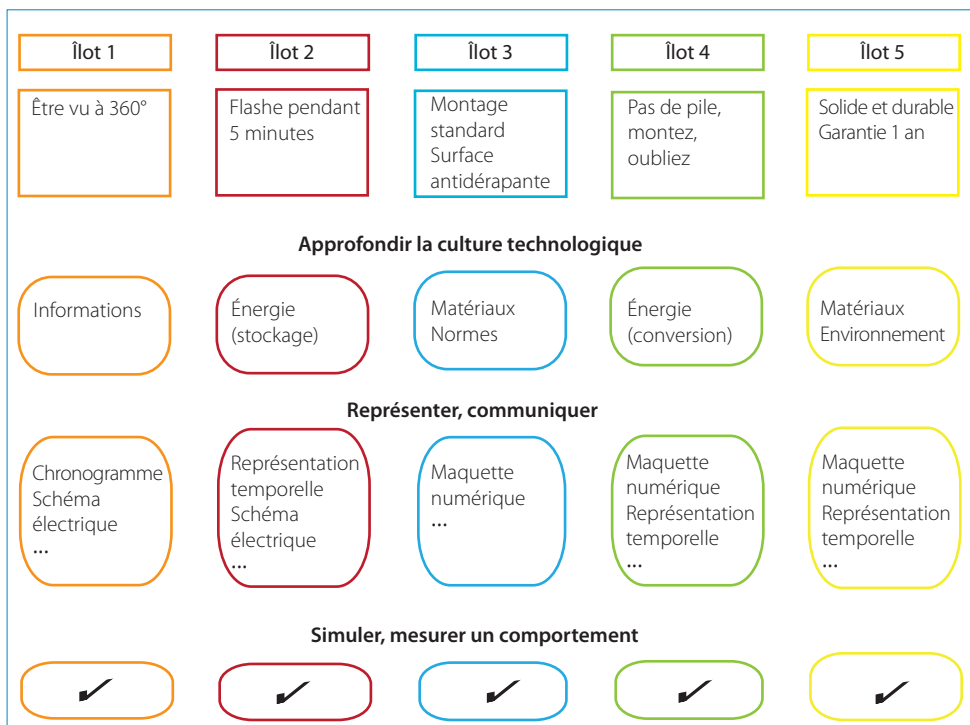 Îlot 1
Îlot 2
Îlot 3
Îlot 4
Îlot 5
Être vu à 360°
Flashe pendant
5 minutes
Montage
standard
Surface
antidérapante
Pas de pile,
montez,
oubliez
Solide et durable
Garantie 1 an
Approfondir la culture technologique
Informations
Énergie
(stockage)
Matériaux
Normes
Énergie
(conversion)
Matériaux
Environnement
Représenter, communiquer
Chronogramme
Schéma
électrique
...
Représentation
temporelle
Schéma
électrique
...
Maquette
numérique
...
Maquette
numérique
Représentation
temporelle
...
Maquette
numérique
Représentation
temporelle
...
Simuler, mesurer un comportement
✓
✓
✓
✓
✓